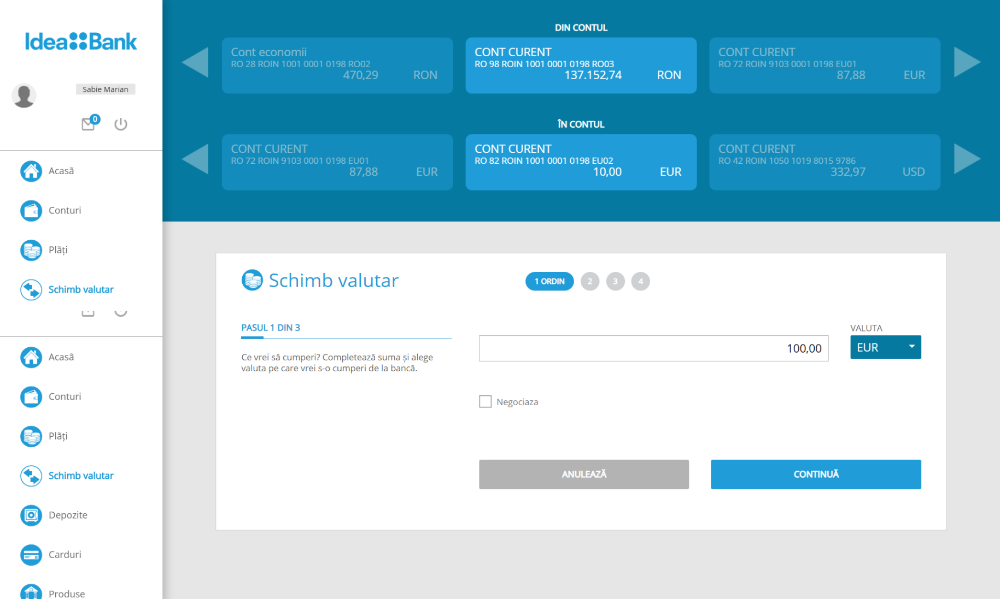 Idea Bank
Sabie Marian
0
Acasă
Conturi
Plăți
Schimb valutar
Acasă
Conturi
Plăți
Schimb valutar
Depozite
Carduri
Produse
DIN CONTUL
Cont economii
RO 28 ROIN 1001 0001 0198 RO02
470,29 RON
CONT CURENT
RO 98 ROIN 1001 0001 0198 RO03
137.152,74 RON
CONT CURENT
RO 72 ROIN 9103 0001 0198 EU01
87,88 EUR
ÎN CONTUL
CONT CURENT
RO 72 ROIN 9103 0001 0198 EU01
87,88 EUR
CONT CURENT
RO 82 ROIN 1001 0001 0198 EU02
10,00 EUR
CONT CURENT
RO 42 ROIN 1050 1019 8015 9786
332,97 USD
Schimb valutar
1 ORDIN 2 3 4
PASUL 1 DIN 3
Ce vrei să cumperi? Completează suma și alege
valuta pe care vrei s-o cumperi de la bancă.
100,00
VALUTA
EUR
Negociaza
ANULEAZĂ
CONTINUĂ